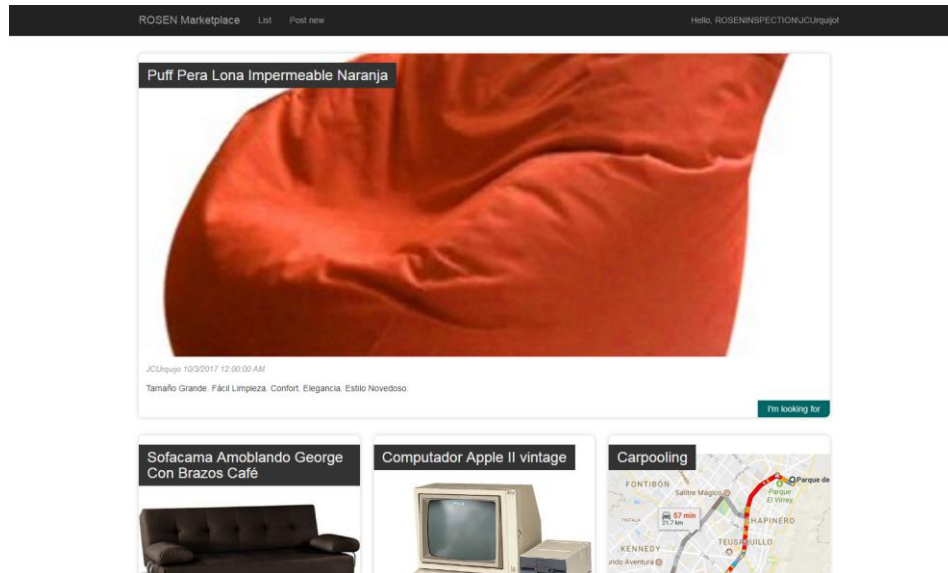 ROSEN Marketplace List Post new Hello, ROSENINSPECTION\JCUrquijo!
Puff Pera Lona Impermeable Naranja
JCUrquijo 10/3/2017 12:00:00 AM
Tamaño Grande. Fácil Limpieza. Confort. Elegancia. Estilo Novedoso.
I'm looking for
Sofacama Amoblando George
Con Brazos Café
Computador Apple II vintage
Carpooling
FONTIBÓN
Salitre Mágico
Parque de
Parque
El Virrey
57 min
21.7 km
CHAPINERO
TEUSAQUILLO
KENNEDY
undo Aventura